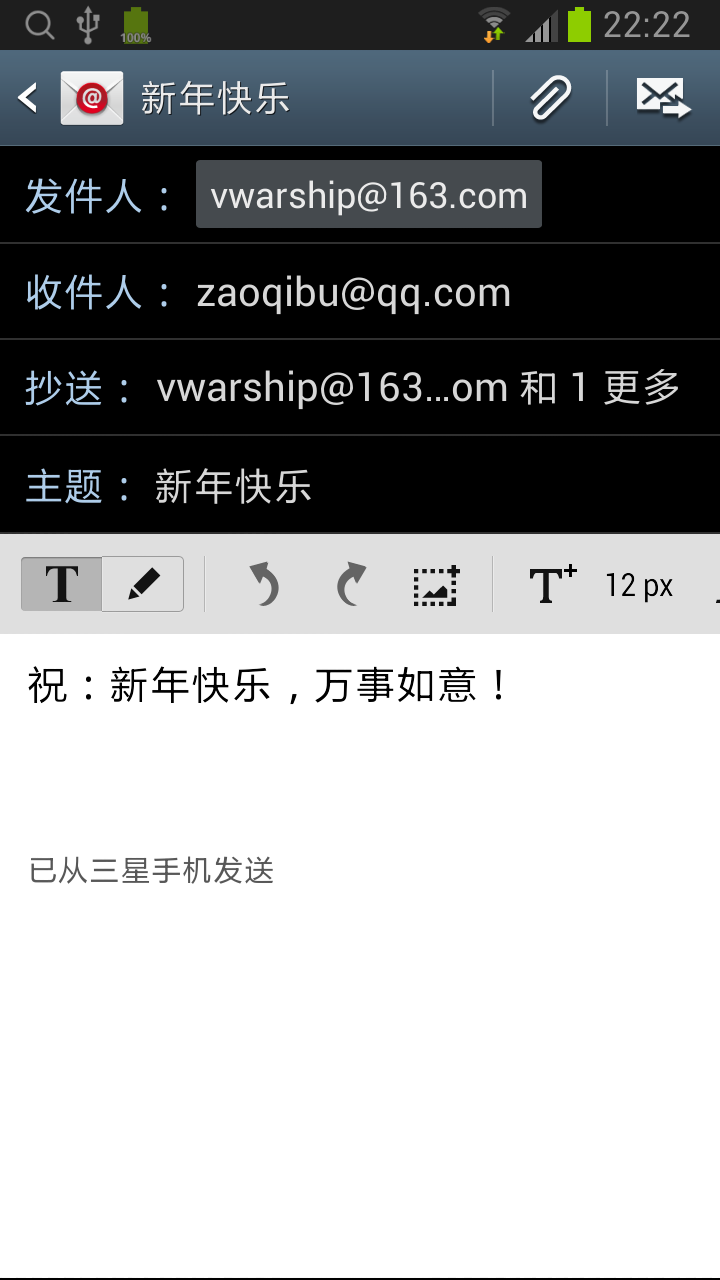 100%
22:22
新年快乐
发件人： vwarship@163.com
收件人： zaoqibu@qq.com
抄送： vwarship@163...om 和 1 更多
主题： 新年快乐
T T+ 12 px
祝：新年快乐，万事如意！
已从三星手机发送